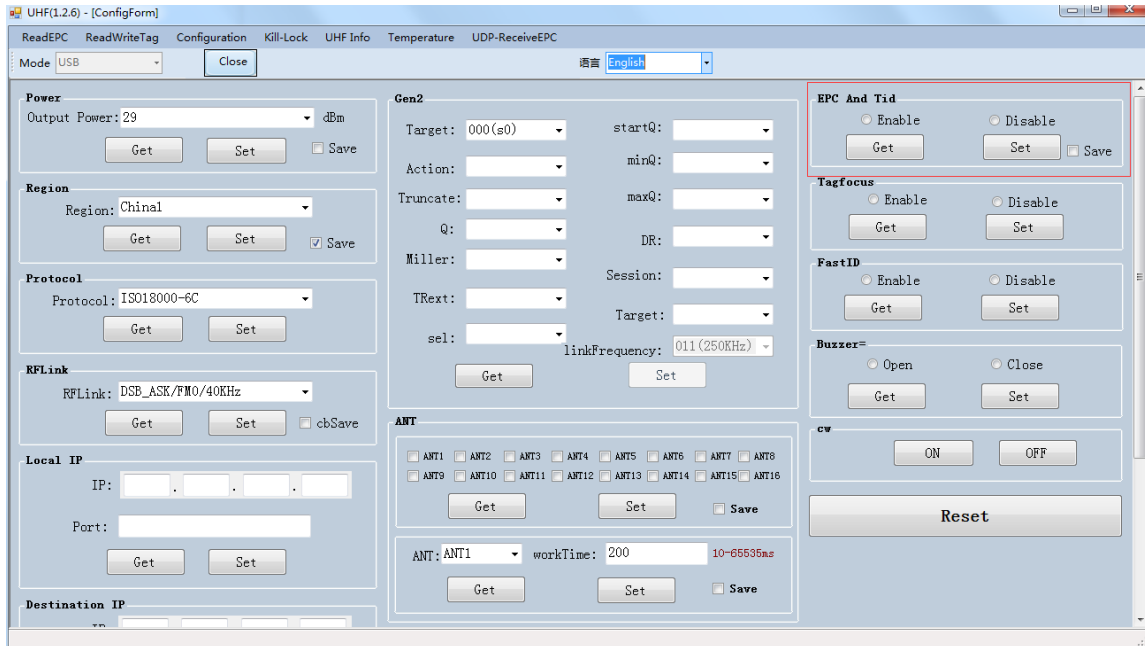 UHF(1.2.6) - [ConfigForm]
ReadEPC ReadWriteTag Configuration Kill-Lock UHF Info Temperature UDP-ReceiveEPC
Mode USB Close 语言 English
Power
Output Power: 29 dBm
Get Set Save
Region
Region: China1
Get Set Save
Protocol
Protocol: ISO18000-6C
Get Set
RFLink
RFLink: DSB_ASK/FM0/40KHz
Get Set cbSave
Local IP
IP: . . .
Port:
Get Set
Destination IP
Gen2
Target: 000(s0) startQ:
Action: minQ:
Truncate: maxQ:
Q: DR:
Miller: Session:
TRext: Target:
sel: linkFrequency: 011(250KHz)
Get Set
ANT
ANT1 ANT2 ANT3 ANT4 ANT5 ANT6 ANT7 ANT8
ANT9 ANT10 ANT11 ANT12 ANT13 ANT14 ANT15 ANT16
Get Set Save
ANT: ANT1 workTime: 200 10-65535ms
Get Set Save
EPC And Tid
Enable Disable
Get Set Save
Tagfocus
Enable Disable
Get Set
FastID
Enable Disable
Get Set
Buzzer=
Open Close
Get Set
cw
ON OFF
Reset